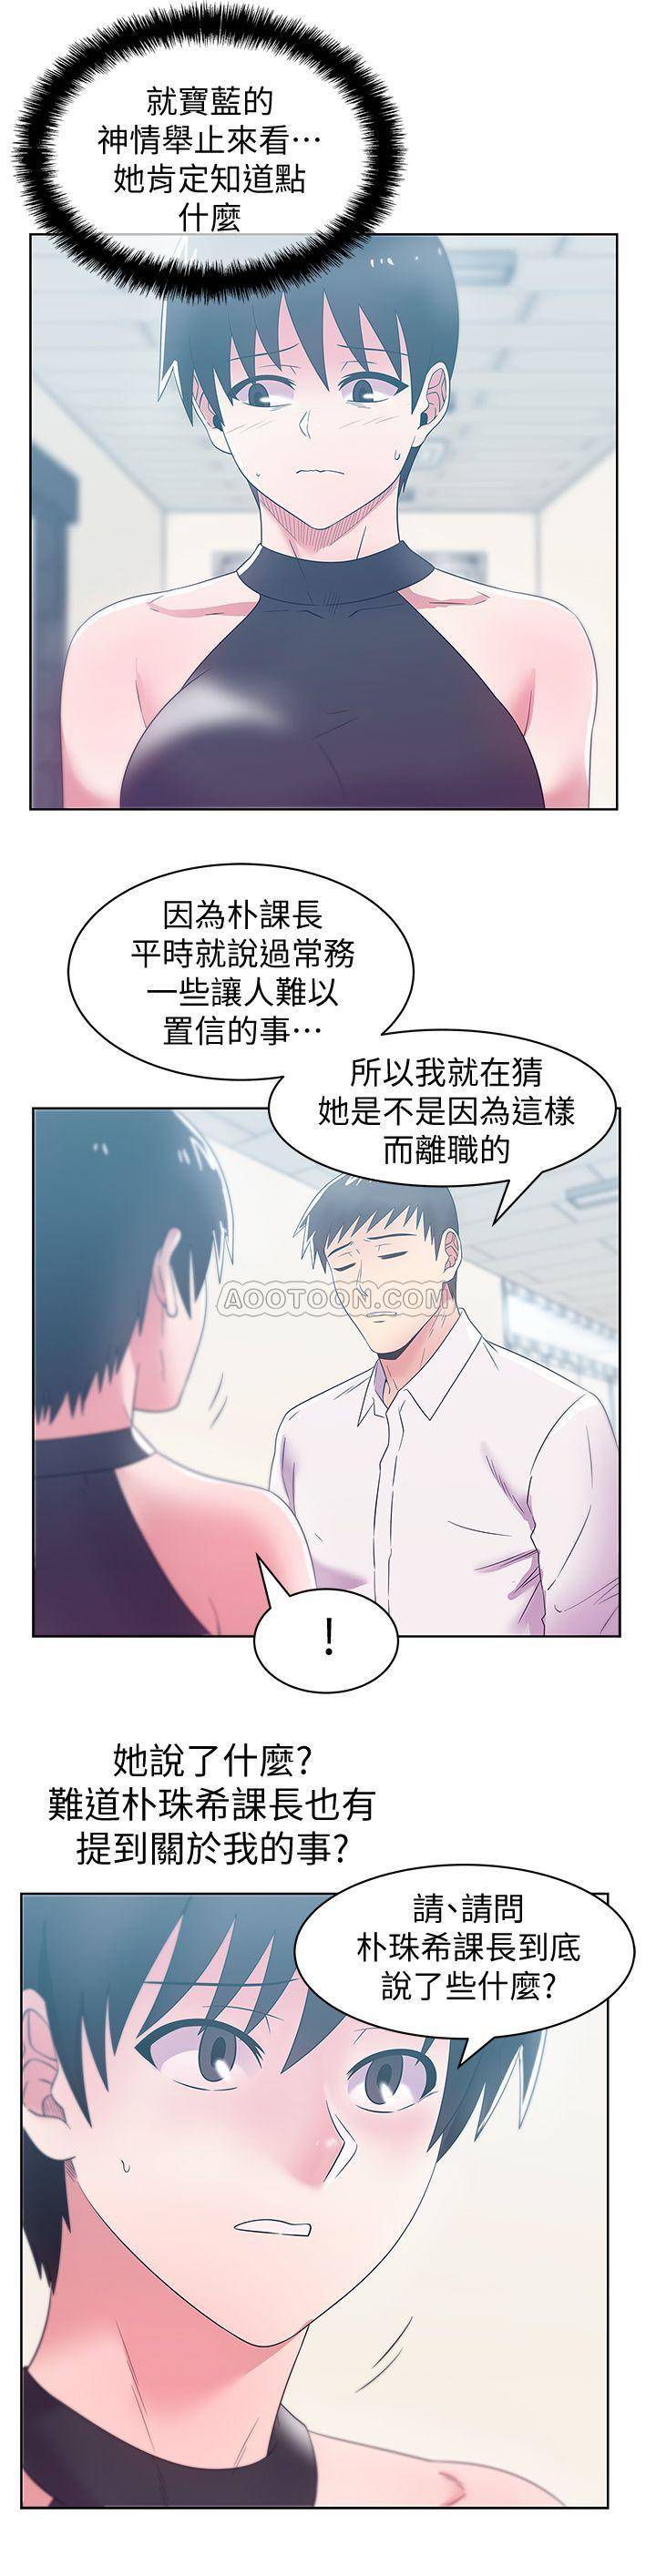 就寶藍的
神情舉止來看…
她肯定知道點
什麼
因為朴課長
平時就說過常務
一些讓人難以
置信的事…
所以我就在猜
她是不是因為這樣
而離職的
AOOTOON.COM
!
她說了什麼?
難道朴珠希課長也有
提到關於我的事?
請、請問
朴珠希課長到底
說了些什麼?